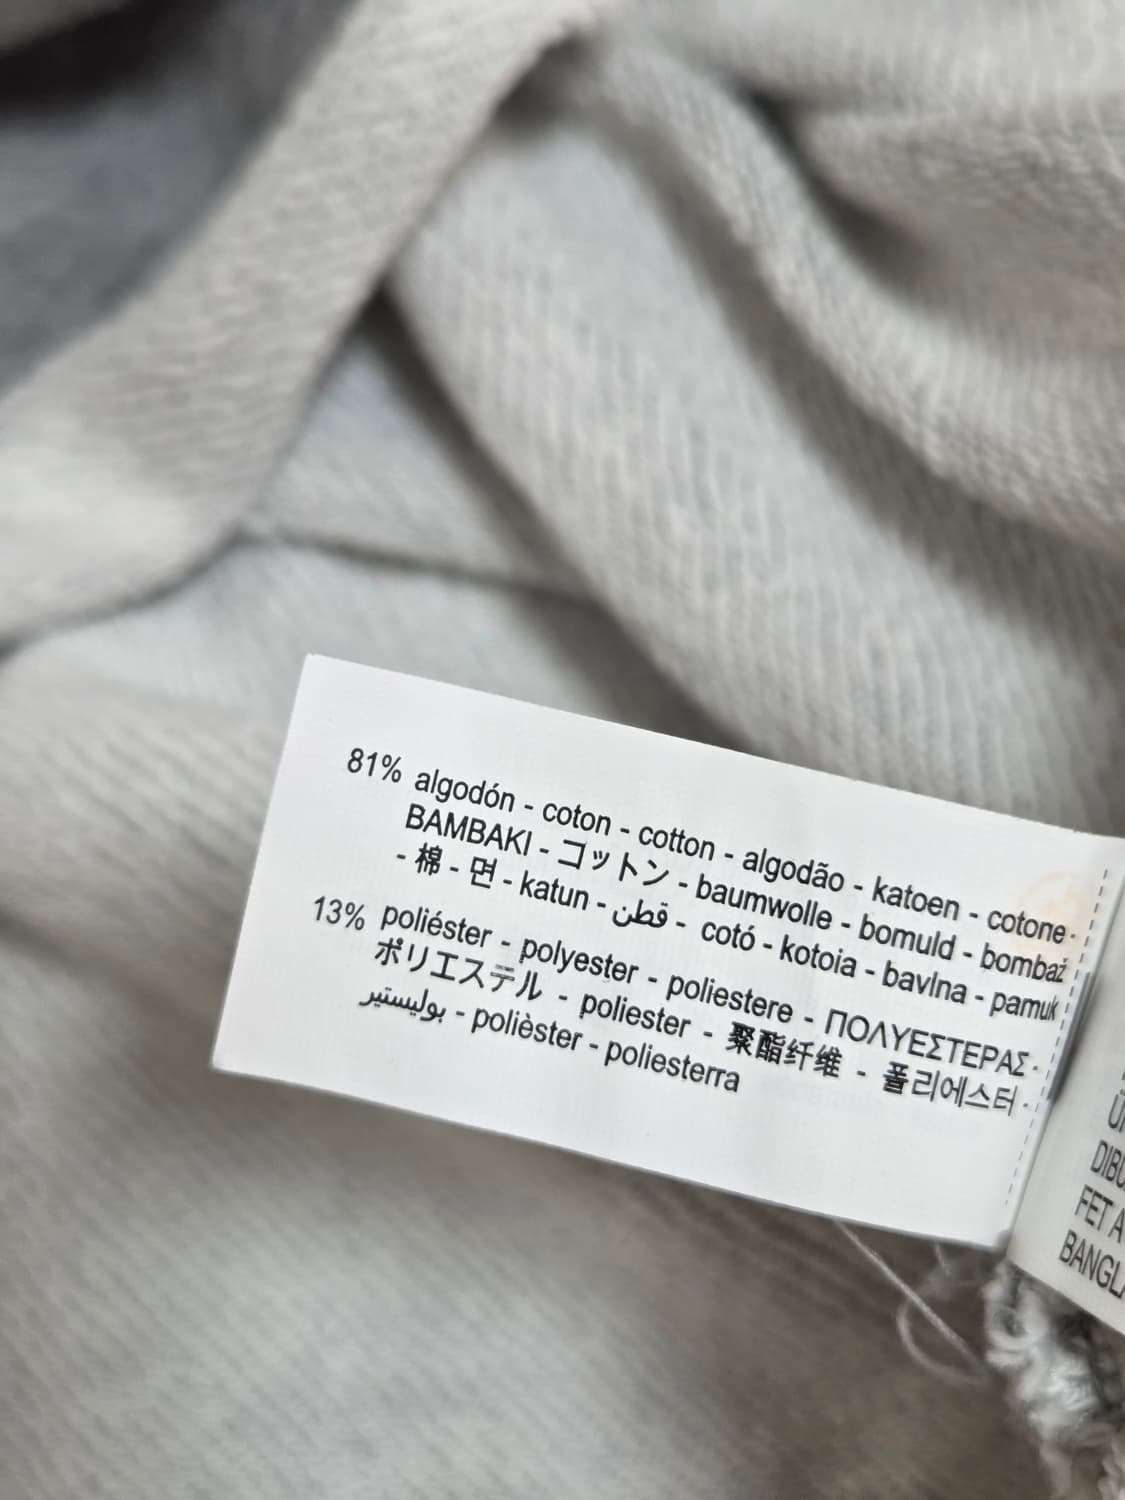 81% algodón - coton - cotton - algodão - katoen - cotone -
BAMBAKI - コットン - baumwolle - bomuld - bombaž
- 棉 - 면 - katun - قطن - cotó - kotoia - bavlna - pamuk
13% poliéster - polyester - poliestere - ΠΟΛΥΕΣΤΕΡΑΣ -
ポリエステル - poliester - 聚酯纤维 - 폴리에스터 -
بوليستير - polièster - poliesterra
FET A